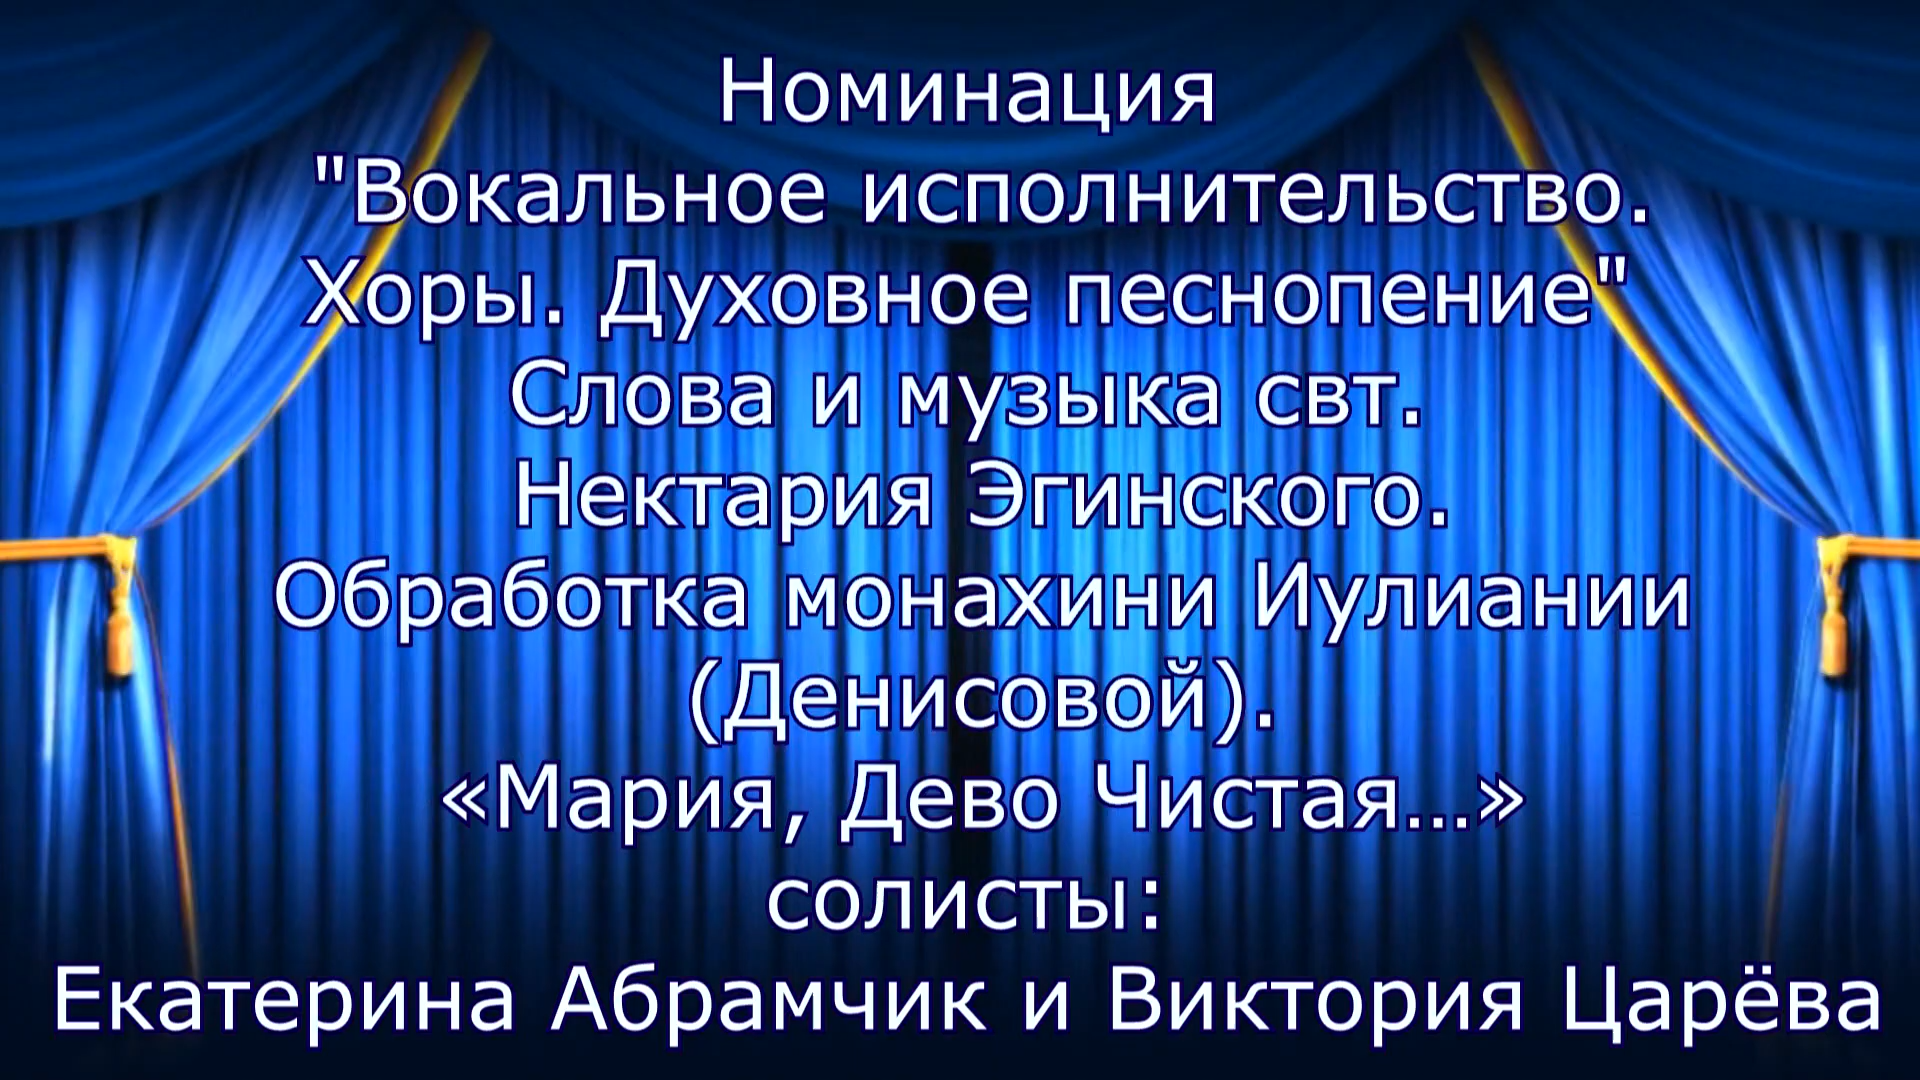 Номинация
"Вокальное исполнительство.
Хоры. Духовное песнопение"
Слова и музыка свт.
Нектария Эгинского.
Обработка монахини Иулиании
(Денисовой).
«Мария, Дево Чистая…»
солисты:
Екатерина Абрамчик и Виктория Царёва